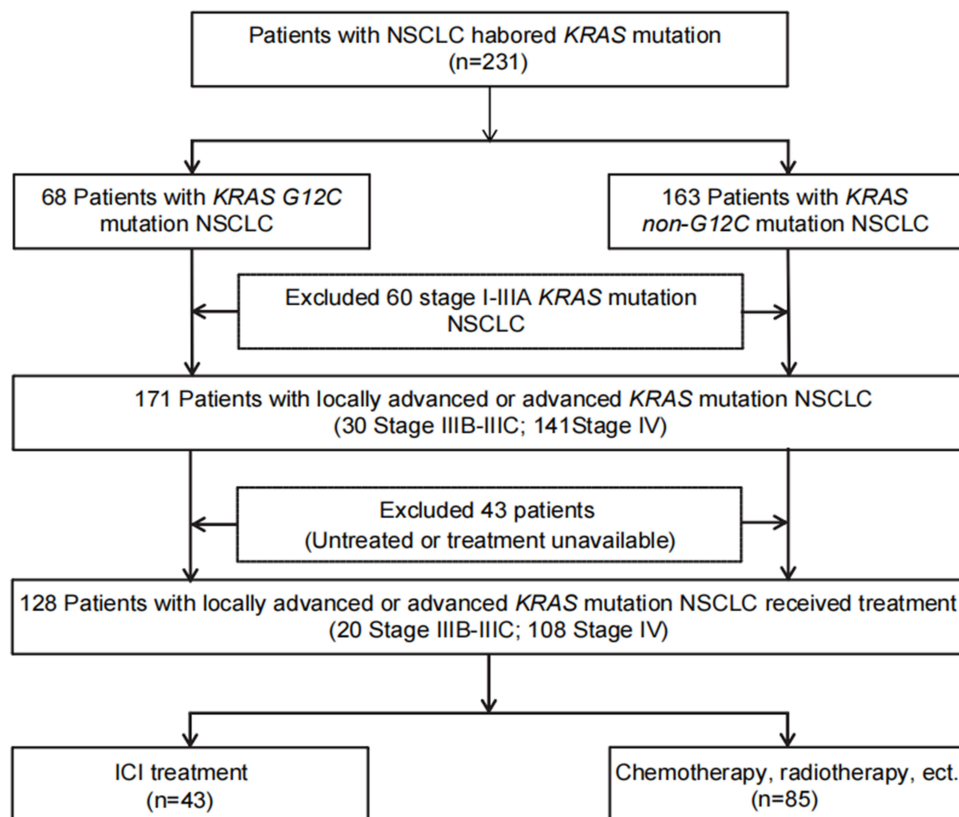 Patients with NSCLC habored KRAS mutation
(n=231)
68 Patients with KRAS G12C
mutation NSCLC
163 Patients with KRAS
non-G12C mutation NSCLC
Excluded 60 stage I-IIIA KRAS mutation
NSCLC
171 Patients with locally advanced or advanced KRAS mutation NSCLC
(30 Stage IIIB-IIIC; 141Stage IV)
Excluded 43 patients
(Untreated or treatment unavailable)
128 Patients with locally advanced or advanced KRAS mutation NSCLC received treatment
(20 Stage IIIB-IIIC; 108 Stage IV)
ICI treatment
(n=43)
Chemotherapy, radiotherapy, ect.
(n=85)